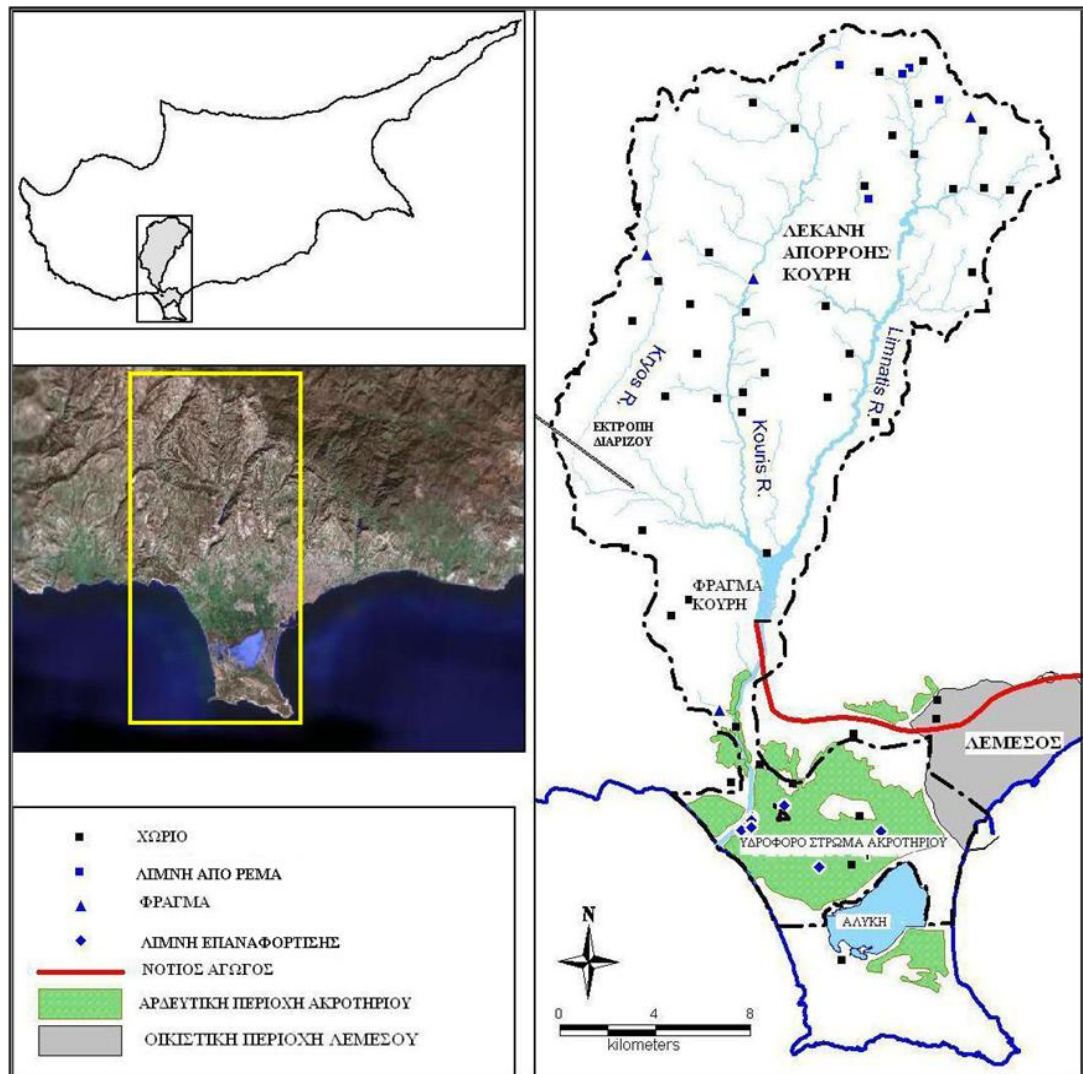 ΛΕΚΑΝΗ
ΑΠΟΡΡΟΗΣ
ΚΟΥΡΗ
Limnatis R.
Kryos R.
ΕΚΤΡΟΠΗ
ΔΙΑΡΙΖΟΥ
Kouris R.
ΦΡΑΓΜΑ
ΚΟΥΡΗ
ΛΕΜΕΣΟΣ
ΥΔΡΟΦΟΡΟ ΣΤΡΩΜΑ ΑΚΡΟΤΗΡΙΟΥ
ΑΛΥΚΗ
N
0 4 8
kilometers
ΧΩΡΙΟ
ΛΙΜΝΗ ΑΠΟ ΡΕΜΑ
ΦΡΑΓΜΑ
ΛΙΜΝΗ ΕΠΑΝΑΦΟΡΤΙΣΗΣ
ΝΟΤΙΟΣ ΑΓΩΓΟΣ
ΑΡΔΕΥΤΙΚΗ ΠΕΡΙΟΧΗ ΑΚΡΟΤΗΡΙΟΥ
ΟΙΚΙΣΤΙΚΗ ΠΕΡΙΟΧΗ ΛΕΜΕΣΟΥ